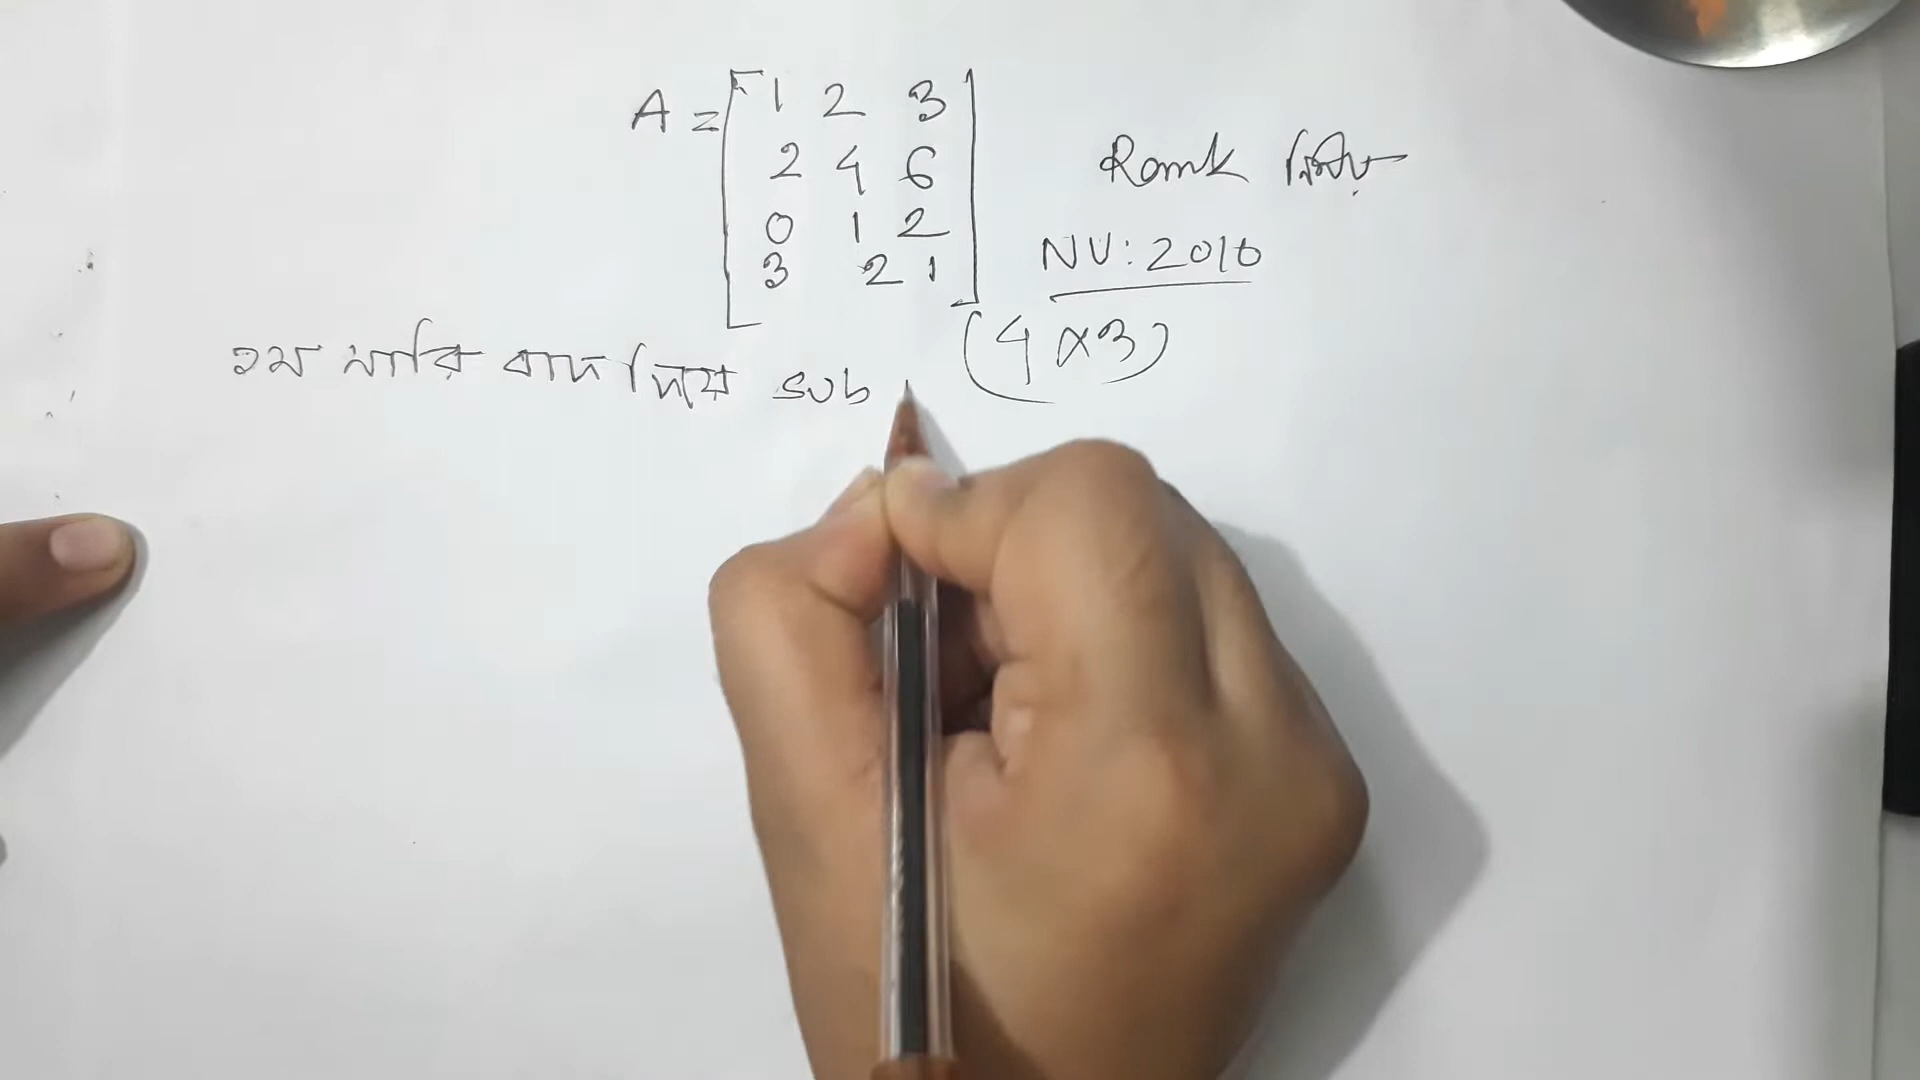 A = [ 1 2 3
2 4 6
0 1 2
3 2 1 ]
Rank নির্ণয়
NU: 2016
(4×3)
১ম সারি বাদ দিয়ে sub